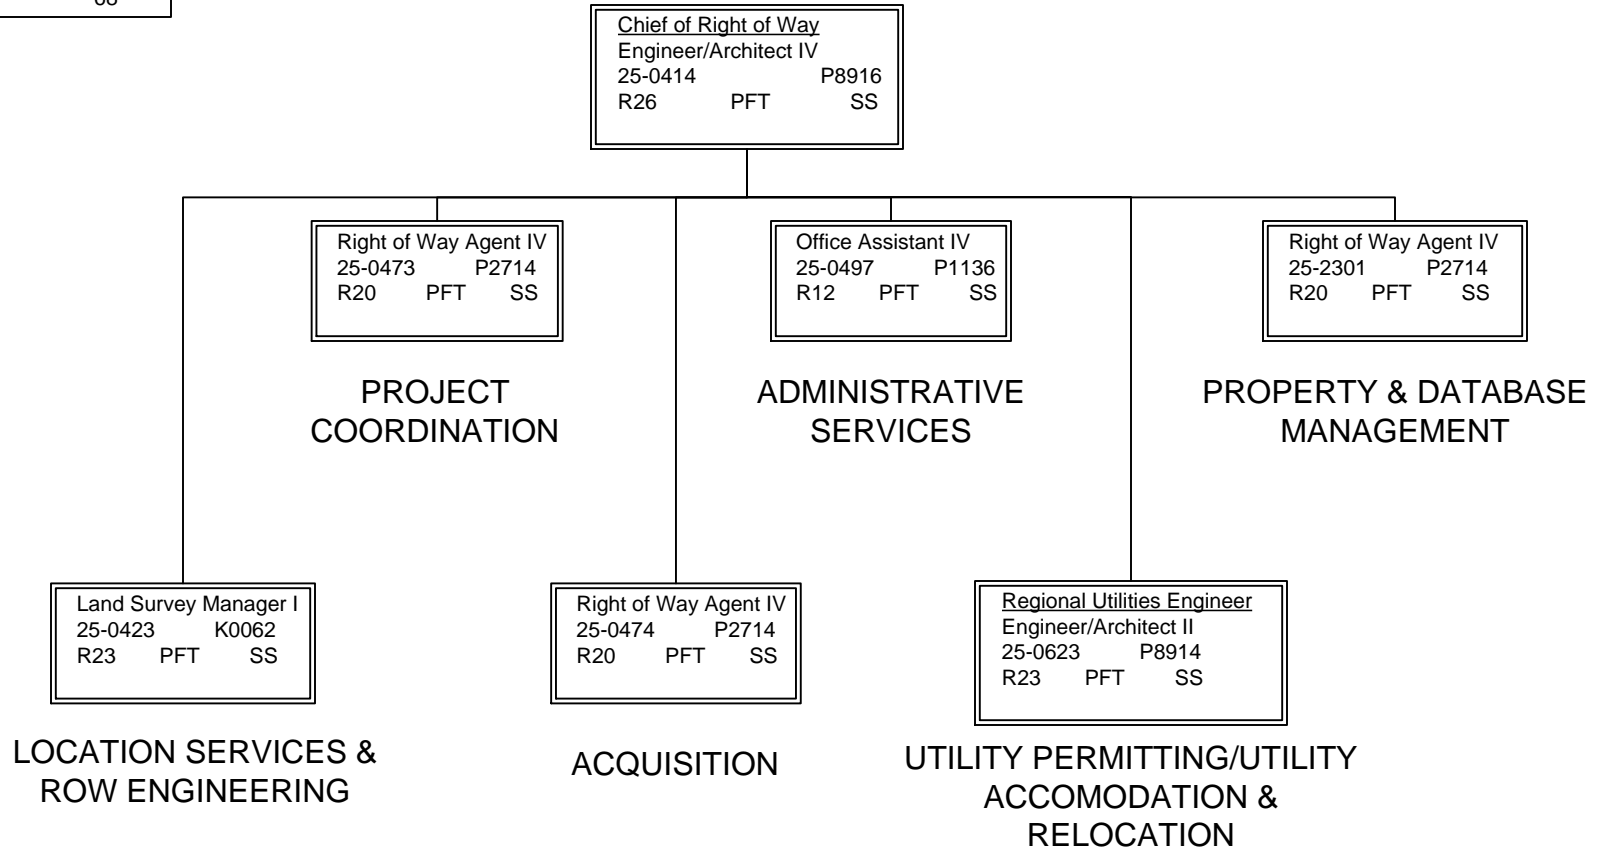 68
Chief of Right of Way
Engineer/Architect IV
25-0414 P8916
R26 PFT SS
Right of Way Agent IV
25-0473 P2714
R20 PFT SS
PROJECT
COORDINATION
Office Assistant IV
25-0497 P1136
R12 PFT SS
ADMINISTRATIVE
SERVICES
Right of Way Agent IV
25-2301 P2714
R20 PFT SS
PROPERTY & DATABASE
MANAGEMENT
Land Survey Manager I
25-0423 K0062
R23 PFT SS
LOCATION SERVICES &
ROW ENGINEERING
Right of Way Agent IV
25-0474 P2714
R20 PFT SS
ACQUISITION
Regional Utilities Engineer
Engineer/Architect II
25-0623 P8914
R23 PFT SS
UTILITY PERMITTING/UTILITY
ACCOMODATION &
RELOCATION